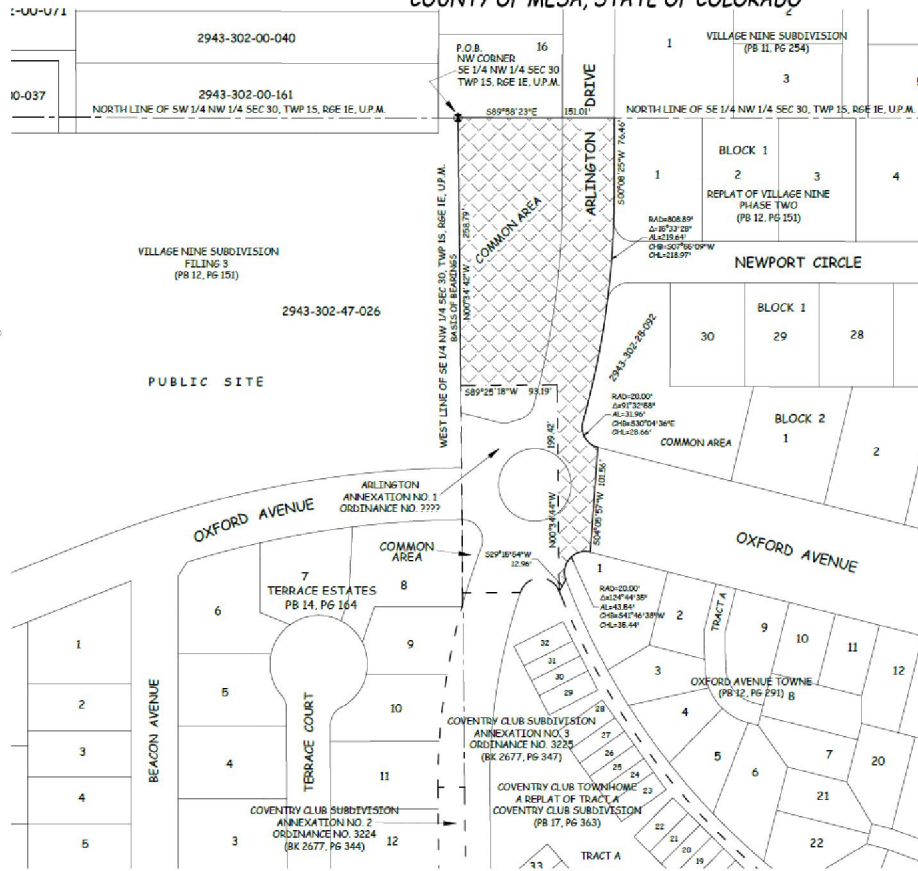 COUNTY OF MESA, STATE OF COLORADO
2-00-071
2943-302-00-040
2943-302-00-161
00-037
NORTH LINE OF SW 1/4 NW 1/4 SEC 30, TWP 1S, RGE 1E, U.P.M.
P.O.B.
NW CORNER
SE 1/4 NW 1/4 SEC 30
TWP 1S, RGE 1E, U.P.M.
16
S89°58'23"E 151.01'
ARLINGTON DRIVE
1
2
VILLAGE NINE SUBDIVISION
(PB 11, PG 254)
3
NORTH LINE OF SE 1/4 NW 1/4 SEC 30, TWP 1S, RGE 1E, U.P.M.
S00°08'25"W 76.46'
BLOCK 1
1
2
3
4
REPLAT OF VILLAGE NINE
PHASE TWO
(PB 12, PG 151)
RAD=808.89'
AL=219.64'
CHL=218.97'
NEWPORT CIRCLE
COMMON AREA
WEST LINE OF SE 1/4 NW 1/4 SEC 30, TWP 1S, RGE 1E, U.P.M.
BASIS OF BEARINGS
N00°34'42"W 258.79'
VILLAGE NINE SUBDIVISION
FILING 3
(PB 12, PG 151)
2943-302-47-026
PUBLIC SITE
2943-302-28-092
BLOCK 1
30
29
28
S89°25'18"W 93.19'
RAD=20.00'
AL=31.96'
CHL=28.66'
BLOCK 2
1
2
COMMON AREA
199.42'
N00°34'44"W
101.56'
ARLINGTON
ANNEXATION NO. 1
ORDINANCE NO. ????
OXFORD AVENUE
OXFORD AVENUE
COMMON
AREA
12.96'
1
RAD=20.00'
AL=43.54'
2
TRACT A
9
10
11
12
7
8
TERRACE ESTATES
PB 14, PG 164
6
9
3
OXFORD AVENUE TOWNE
(PB 12, PG 291)
4
5
6
7
20
21
22
1
2
3
4
5
BEACON AVENUE
5
4
3
TERRACE COURT
10
11
12
32
31
30
29
28
27
26
25
24
23
22
21
20
19
COVENTRY CLUB SUBDIVISION
ANNEXATION NO. 3
ORDINANCE NO. 3225
(BK 2677, PG 347)
COVENTRY CLUB TOWNHOME
A REPLAT OF TRACT A
COVENTRY CLUB SUBDIVISION
(PB 17, PG 363)
COVENTRY CLUB SUBDIVISION
ANNEXATION NO. 2
ORDINANCE NO. 3224
(BK 2677, PG 344)
TRACT A
33